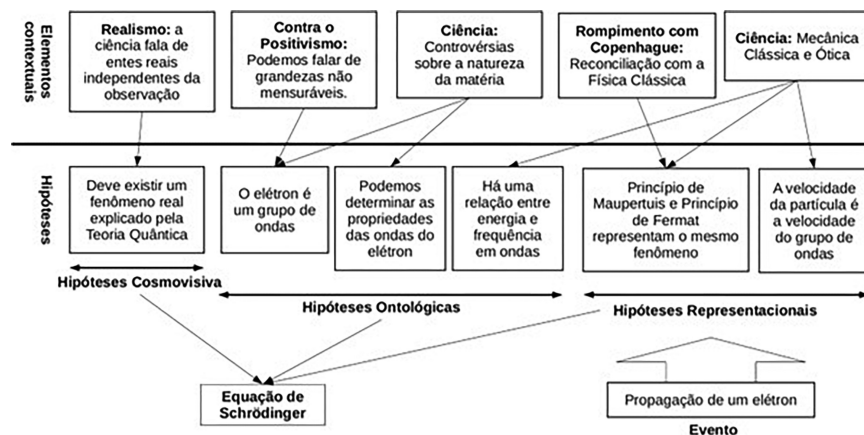 Elementos
contextuais
Realismo: a
ciência fala de
entes reais
independentes da
observação
Contra o
Positivismo:
Podemos falar de
grandezas não
mensuráveis.
Ciência:
Controvérsias
sobre a natureza
da matéria
Rompimento com
Copenhague:
Reconciliação com a
Física Clássica
Ciência: Mecânica
Clássica e Ótica
Hipóteses
Deve existir um
fenômeno real
explicado pela
Teoria Quântica
O elétron é
um grupo de
ondas
Podemos
determinar as
propriedades
das ondas do
elétron
Há uma
relação entre
energia e
frequência
em ondas
Princípio de
Maupertuis e Princípio
de Fermat
representam o mesmo
fenômeno
A velocidade
da partícula é
a velocidade
do grupo de
ondas
Hipóteses Cosmovisiva
Hipóteses Ontológicas
Hipóteses Representacionais
Equação de
Schrödinger
Propagação de um elétron
Evento